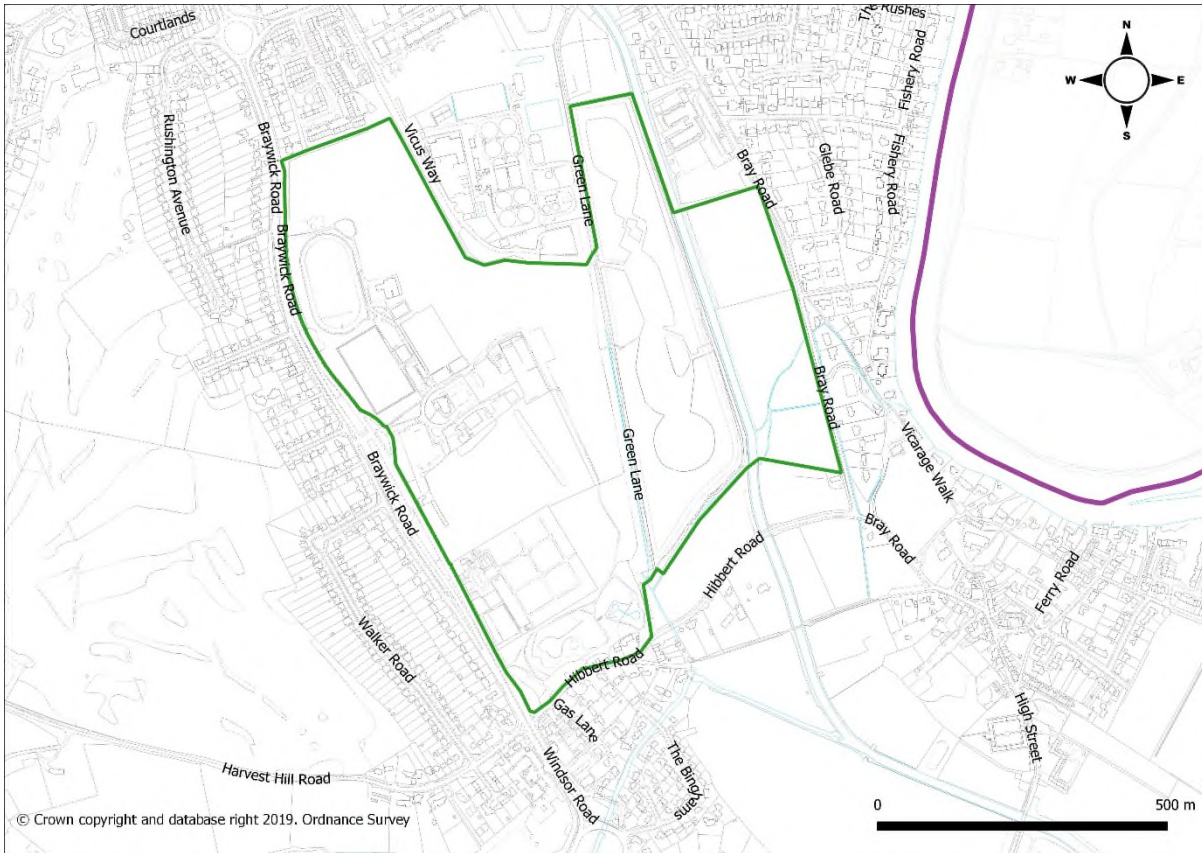 Courtlands
The Rushes
Fishery Road
N
W
E
S
Rushington Avenue
Braywick Road
Vicus Way
Green Lane
Bray Road
Glebe Road
Fishery Road
Braywick Road
Braywick Road
Bray Road
Green Lane
Vicarage Walk
Braywick Road
Bray Road
Hibbert Road
Ferry Road
Walker Road
Hibbert Road
Gas Lane
High Street
Windsor Road
The Binghams
Harvest Hill Road
© Crown copyright and database right 2019. Ordnance Survey
0
500 m